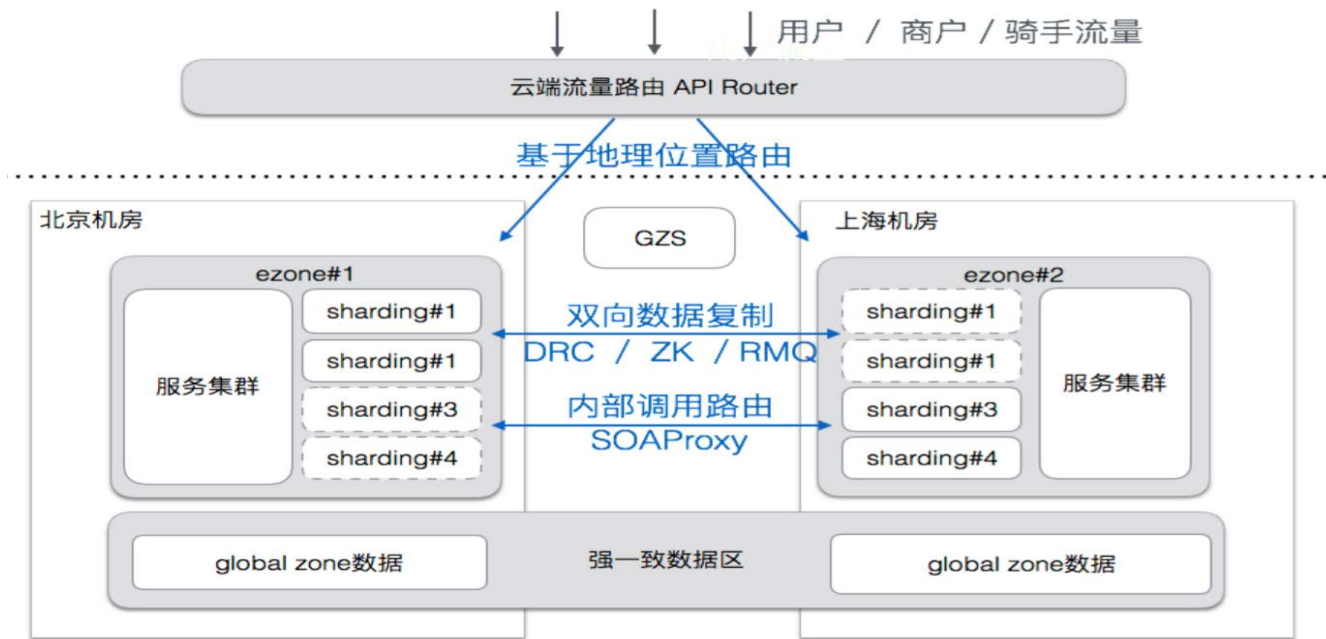 用户 / 商户 / 骑手流量
云端流量路由 API Router
基于地理位置路由
北京机房
GZS
上海机房
ezone#1
服务集群
sharding#1
sharding#1
sharding#3
sharding#4
双向数据复制
DRC / ZK / RMQ
内部调用路由
SOAProxy
ezone#2
sharding#1
sharding#1
sharding#3
sharding#4
服务集群
global zone数据
强一致数据区
global zone数据